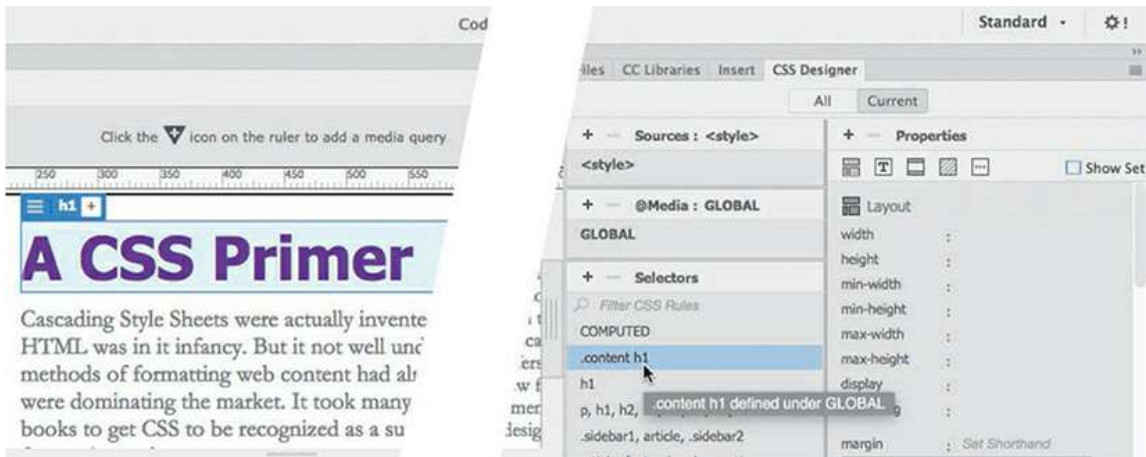 Cod
Standard
!
Files CC Libraries Insert CSS Designer
All Current
Click the icon on the ruler to add a media query
250 300 350 400 450 500 550
h1 +
A CSS Primer
Cascading Style Sheets were actually invente
HTML was in it infancy. But it not well unc
methods of formatting web content had alr
were dominating the market. It took many
books to get CSS to be recognized as a su
+ Sources : <style>
<style>
+ @Media : GLOBAL
GLOBAL
+ Selectors
Filter CSS Rules
COMPUTED
.content h1
h1
.content h1 defined under GLOBAL
p, h1, h2,
.sidebar1, article, .sidebar2
+ Properties
T
Show Set
Layout
width :
height :
min-width :
min-height :
max-width :
max-height :
display :
margin : Set Shorthand